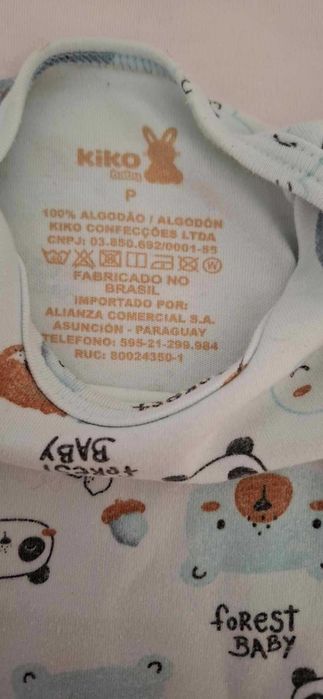 kiko
baby
P
100% ALGODÃO / ALGODÓN
KIKO CONFECÇÕES LTDA
CNPJ: 03.850.692/0001-55
FABRICADO NO
BRASIL
IMPORTADO POR:
ALIANZA COMERCIAL S.A.
ASUNCIÓN - PARAGUAY
TELEFONO: 595-21-299.984
RUC: 80024350-1
forest
forest
BABY
foREST
BABY